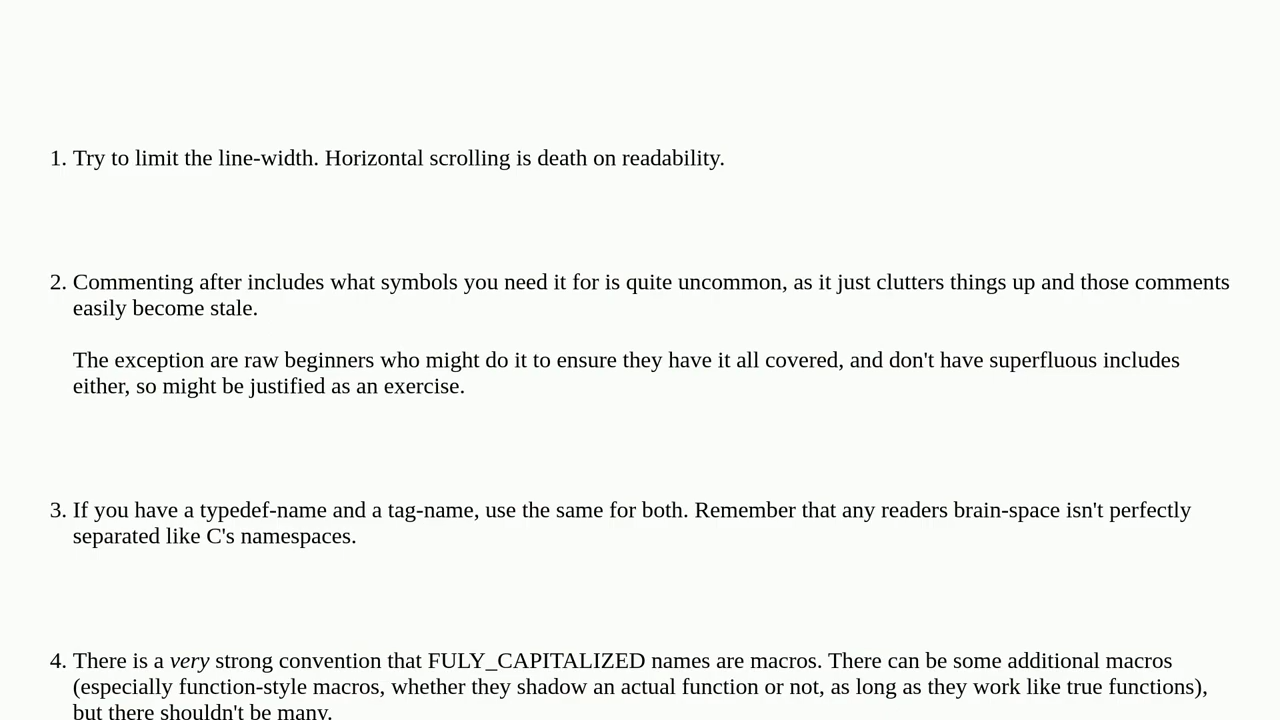 1. Try to limit the line-width. Horizontal scrolling is death on readability.
2. Commenting after includes what symbols you need it for is quite uncommon, as it just clutters things up and those comments
easily become stale.
The exception are raw beginners who might do it to ensure they have it all covered, and don't have superfluous includes
either, so might be justified as an exercise.
3. If you have a typedef-name and a tag-name, use the same for both. Remember that any readers brain-space isn't perfectly
separated like C's namespaces.
4. There is a very strong convention that FULY_CAPITALIZED names are macros. There can be some additional macros
(especially function-style macros, whether they shadow an actual function or not, as long as they work like true functions),
but there shouldn't be many.